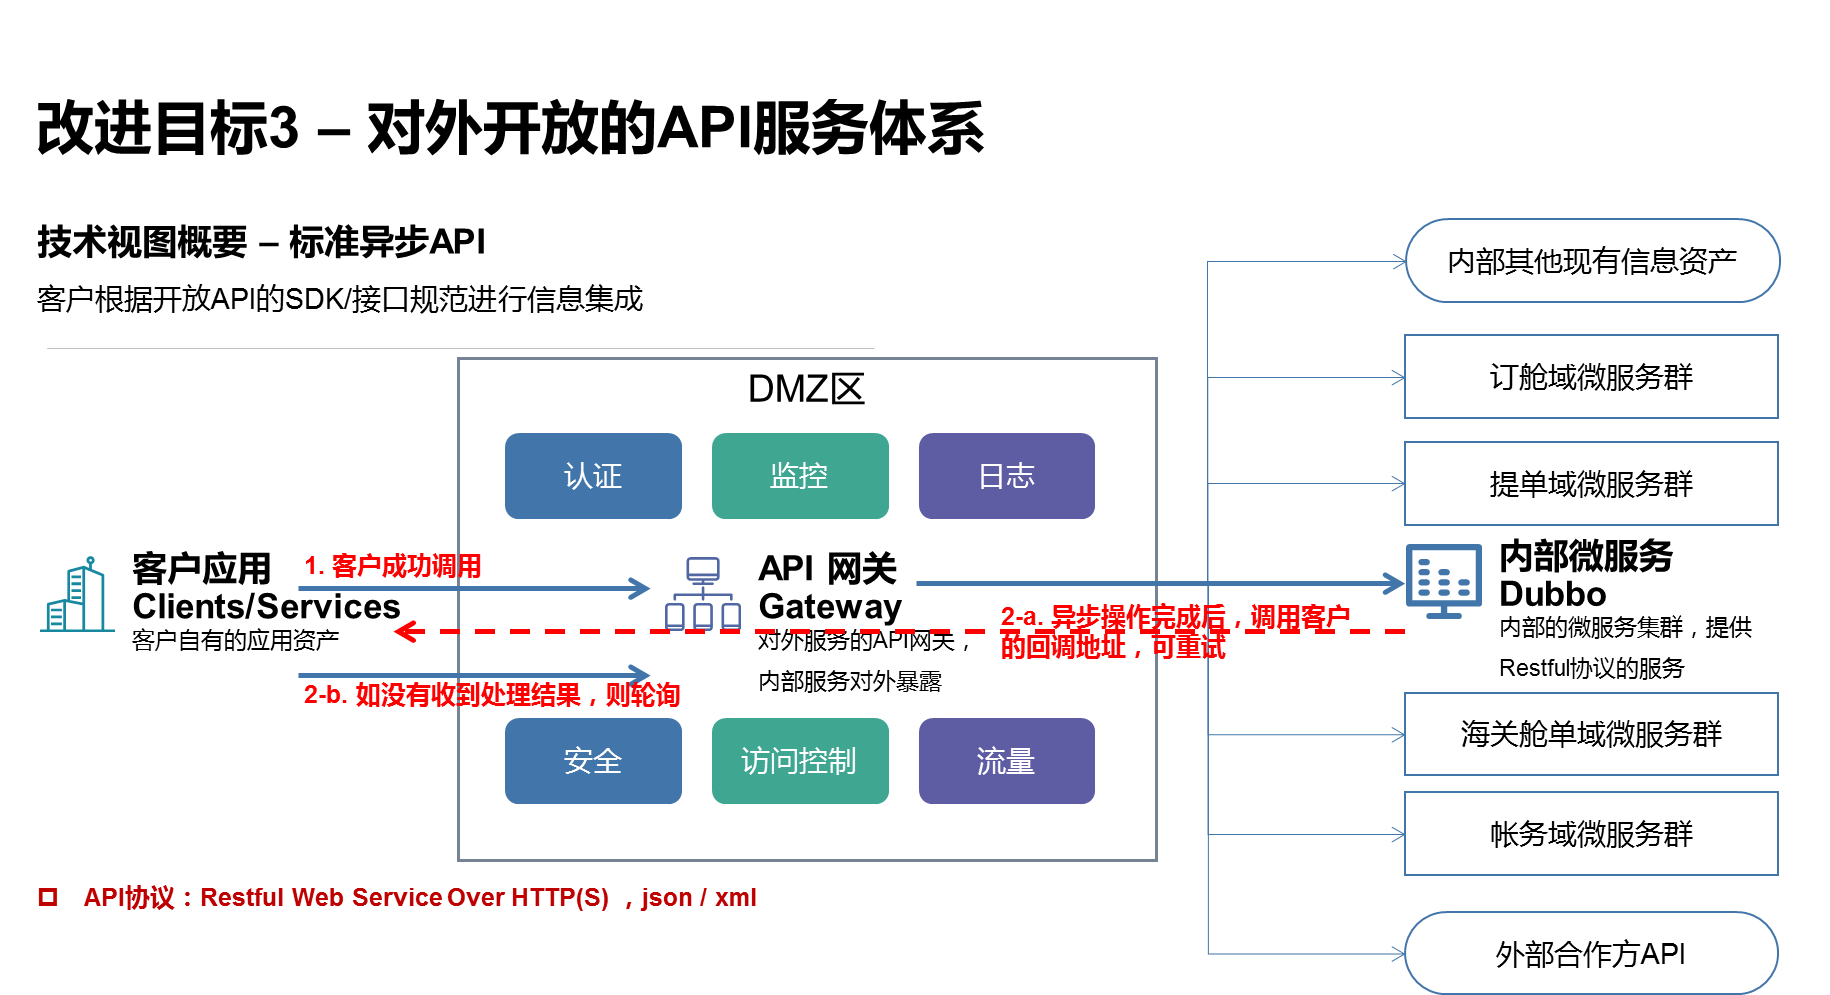 改进目标3 – 对外开放的API服务体系
技术视图概要 – 标准异步API
客户根据开放API的SDK/接口规范进行信息集成
DMZ区
认证
监控
日志
客户应用
Clients/Services
客户自有的应用资产
1. 客户成功调用
2-b. 如没有收到处理结果，则轮询
API 网关
Gateway
对外服务的API网关，
内部服务对外暴露
2-a. 异步操作完成后，调用客户
的回调地址，可重试
安全
访问控制
流量
内部其他现有信息资产
订舱域微服务群
提单域微服务群
内部微服务
Dubbo
内部的微服务集群，提供
Restful协议的服务
海关舱单域微服务群
帐务域微服务群
外部合作方API
API协议：Restful Web Service Over HTTP(S) ，json / xml